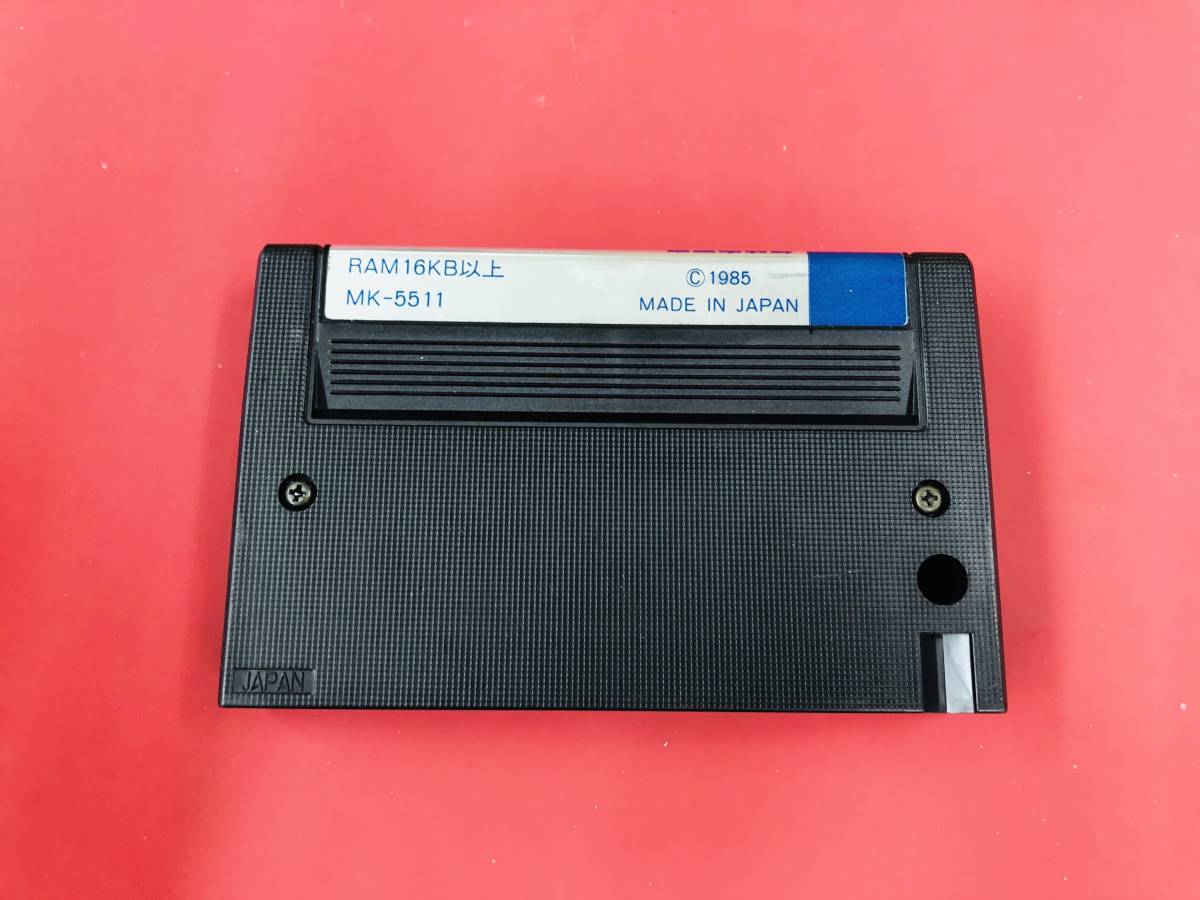 RAM16KB以上
MK-5511
©1985
MADE IN JAPAN
JAPAN